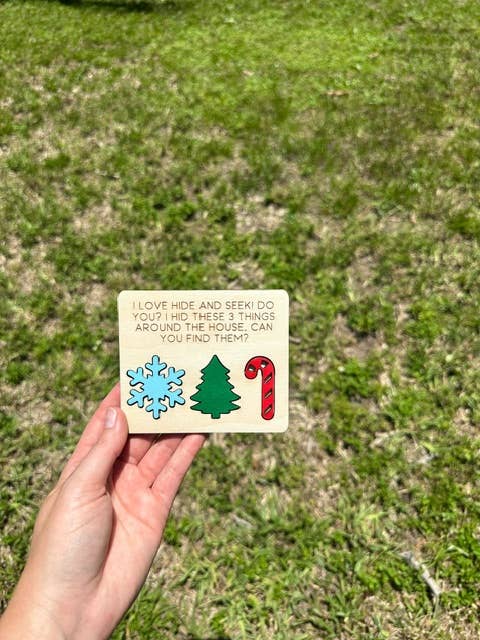 I LOVE HIDE AND SEEK! DO
YOU? I HID THESE 3 THINGS
AROUND THE HOUSE, CAN
YOU FIND THEM?